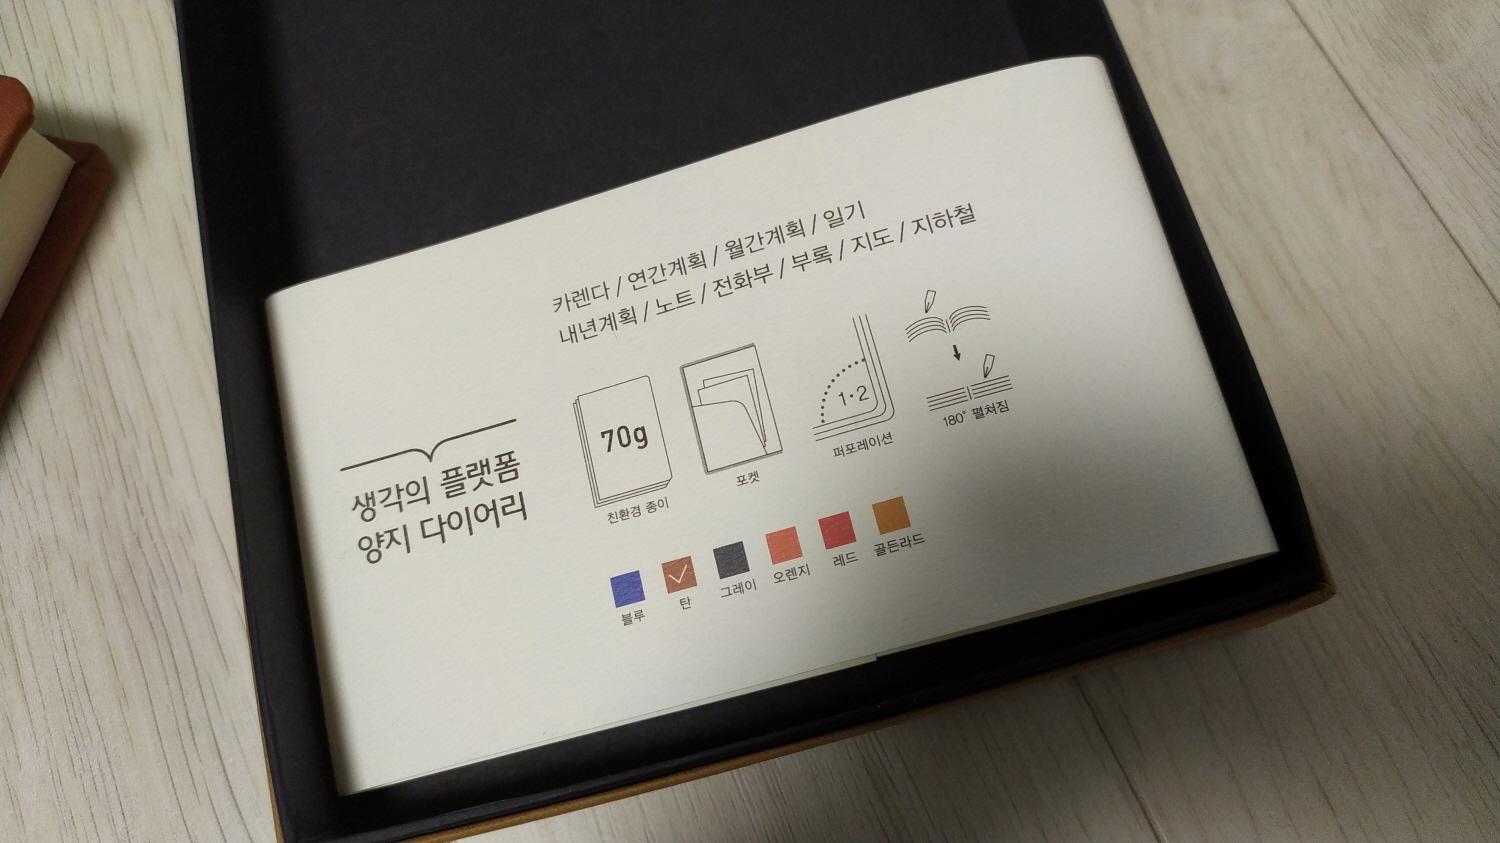 카렌다 / 연간계획 / 월간계획 / 일기
내년계획 / 노트 / 전화부 / 부록 / 지도 / 지하철
생각의 플랫폼
양지 다이어리
70g
친환경 종이
포켓
1·2
퍼포레이션
180° 펼쳐짐
블루
탄
그레이
오렌지
레드
골든라드